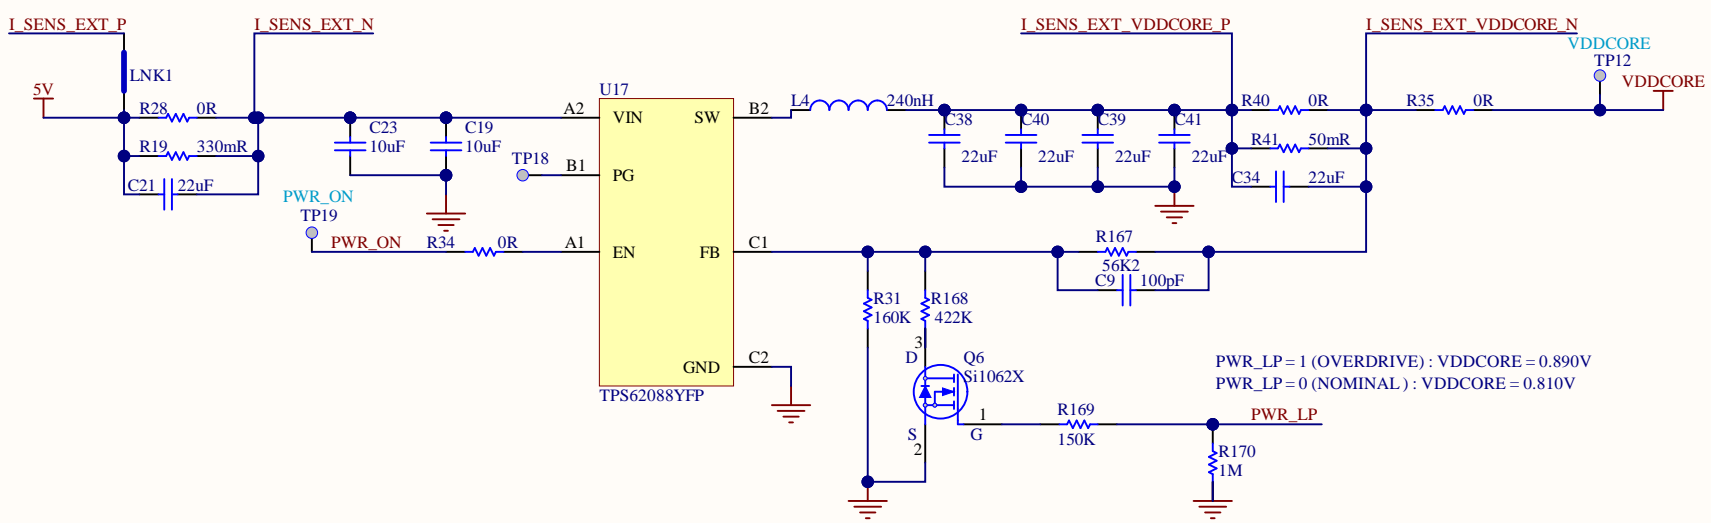 I_SENS_EXT_P
I_SENS_EXT_N
I_SENS_EXT_VDDCORE_P
I_SENS_EXT_VDDCORE_N
VDDCORE
TP12
VDDCORE
LNK1
5V
R28 0R
R19 330mR
C21 22uF
C23
10uF
C19
10uF
TP18
PWR_ON
TP19
PWR_ON
R34 0R
U17
A2 VIN
B1 PG
A1 EN
SW B2
FB C1
GND C2
TPS62088YFP
L4 240nH
C38
22uF
C40
22uF
C39
22uF
C41
22uF
R40 0R
R41 50mR
C34 22uF
R35 0R
R167
56K2
C9 100pF
R31
160K
R168
422K
3
D
Q6
Si1062X
S
2
1
G
R169
150K
PWR_LP
R170
1M
PWR_LP = 1 (OVERDRIVE) : VDDCORE = 0.890V
PWR_LP = 0 (NOMINAL ) : VDDCORE = 0.810V